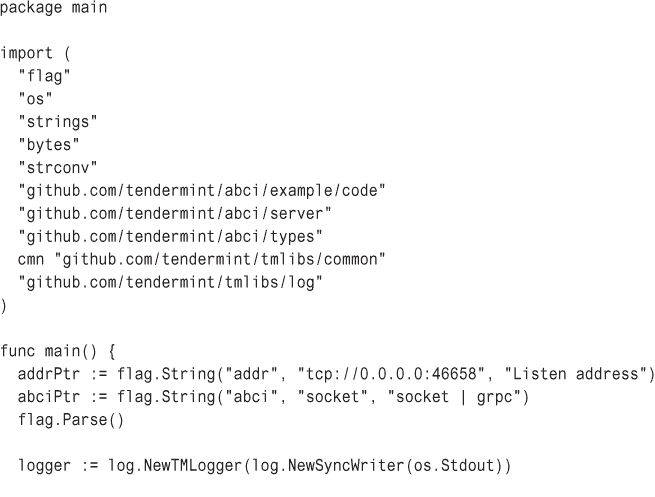 package main
import (
"flag"
"os"
"strings"
"bytes"
"strconv"
"github.com/tendermint/abci/example/code"
"github.com/tendermint/abci/server"
"github.com/tendermint/abci/types"
cmn "github.com/tendermint/tmlibs/common"
"github.com/tendermint/tmlibs/log"
)
func main() {
addrPtr := flag.String("addr", "tcp://0.0.0.0:46658", "Listen address")
abciPtr := flag.String("abci", "socket", "socket | grpc")
flag.Parse()
logger := log.NewTMLogger(log.NewSyncWriter(os.Stdout))